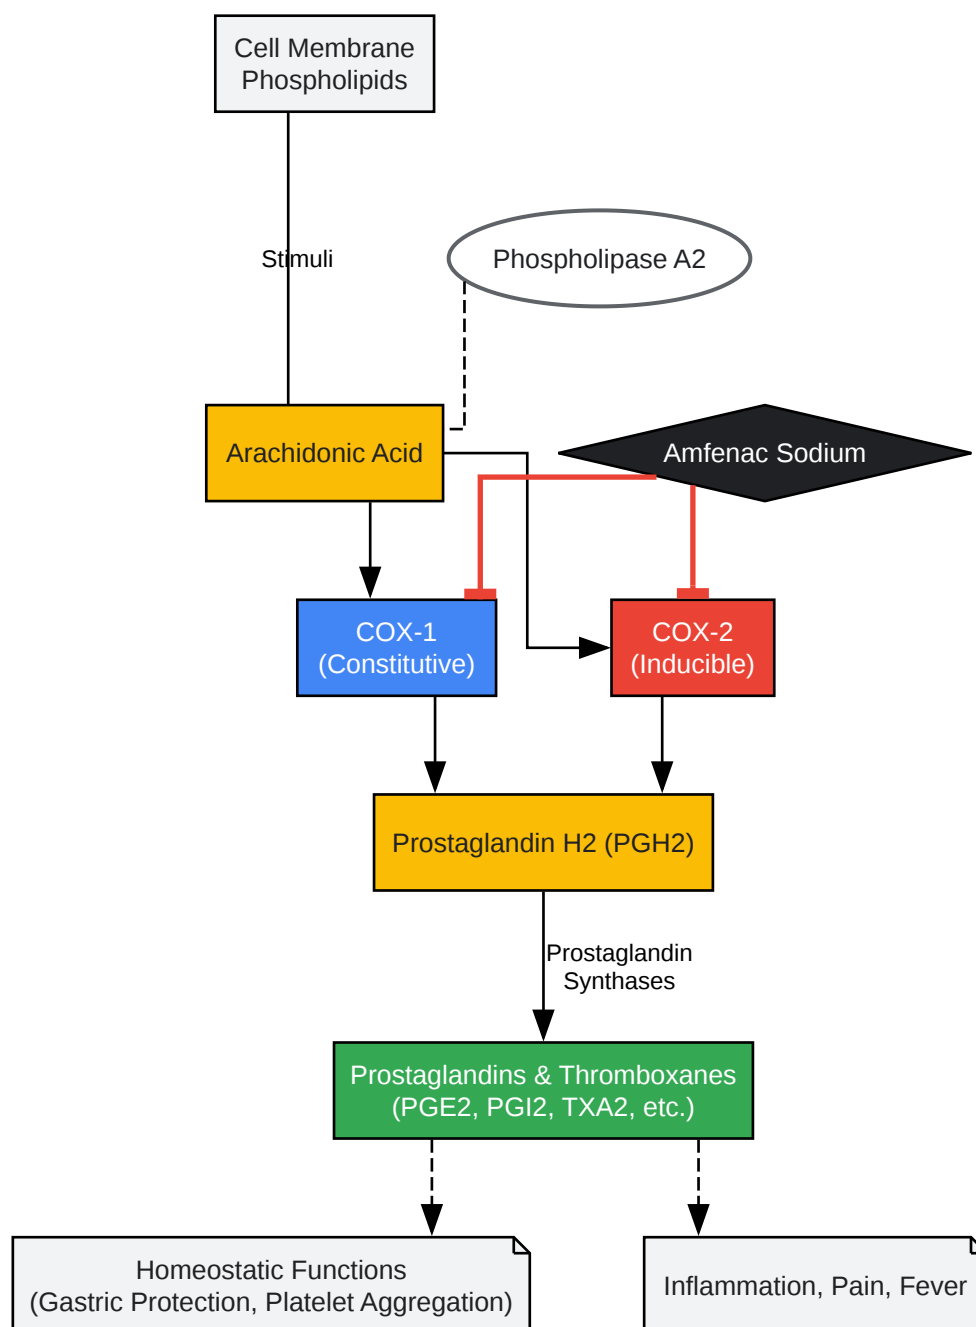 Cell Membrane
Phospholipids
Stimuli
Phospholipase A2
Arachidonic Acid
Amfenac Sodium
COX-1
(Constitutive)
COX-2
(Inducible)
Prostaglandin H2 (PGH2)
Prostaglandin
Synthases
Prostaglandins & Thromboxanes
(PGE2, PGI2, TXA2, etc.)
Homeostatic Functions
(Gastric Protection, Platelet Aggregation)
Inflammation, Pain, Fever